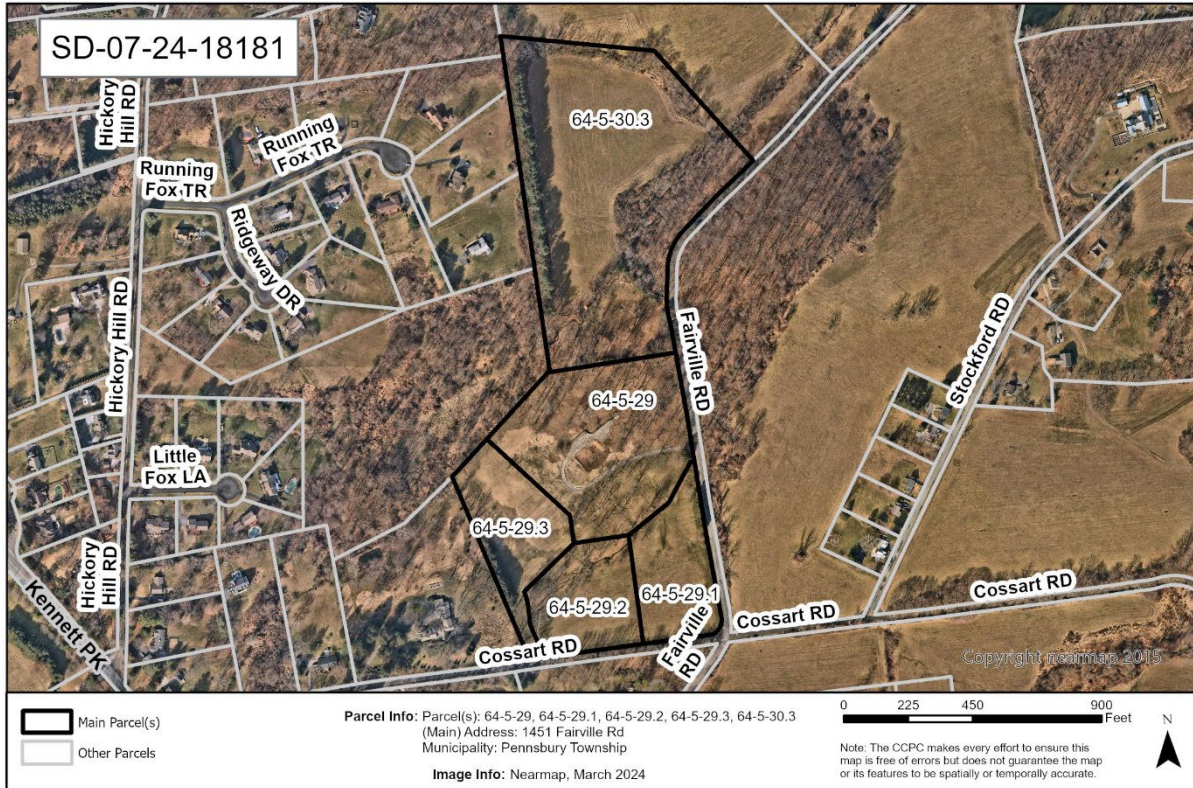 SD-07-24-18181
Hickory
Hill RD
Running
Fox TR
Running
Fox TR
Ridgeway DR
Hickory Hill RD
Little
Fox LA
Hickory
Hill RD
Kennett PK
64-5-30.3
64-5-29
64-5-29.3
64-5-29.2
64-5-29.1
Fairville RD
Stockford RD
Cossart RD
Fairville
RD
Cossart RD
Cossart RD
Copyright nearmap 2015
Main Parcel(s)
Other Parcels
Parcel Info: Parcel(s): 64-5-29, 64-5-29.1, 64-5-29.2, 64-5-29.3, 64-5-30.3
(Main) Address: 1451 Fairville Rd
Municipality: Pennsbury Township
Image Info: Nearmap, March 2024
0 225 450 900
Feet
N
Note: The CCPC makes every effort to ensure this
map is free of errors but does not guarantee the map
or its features to be spatially or temporally accurate.